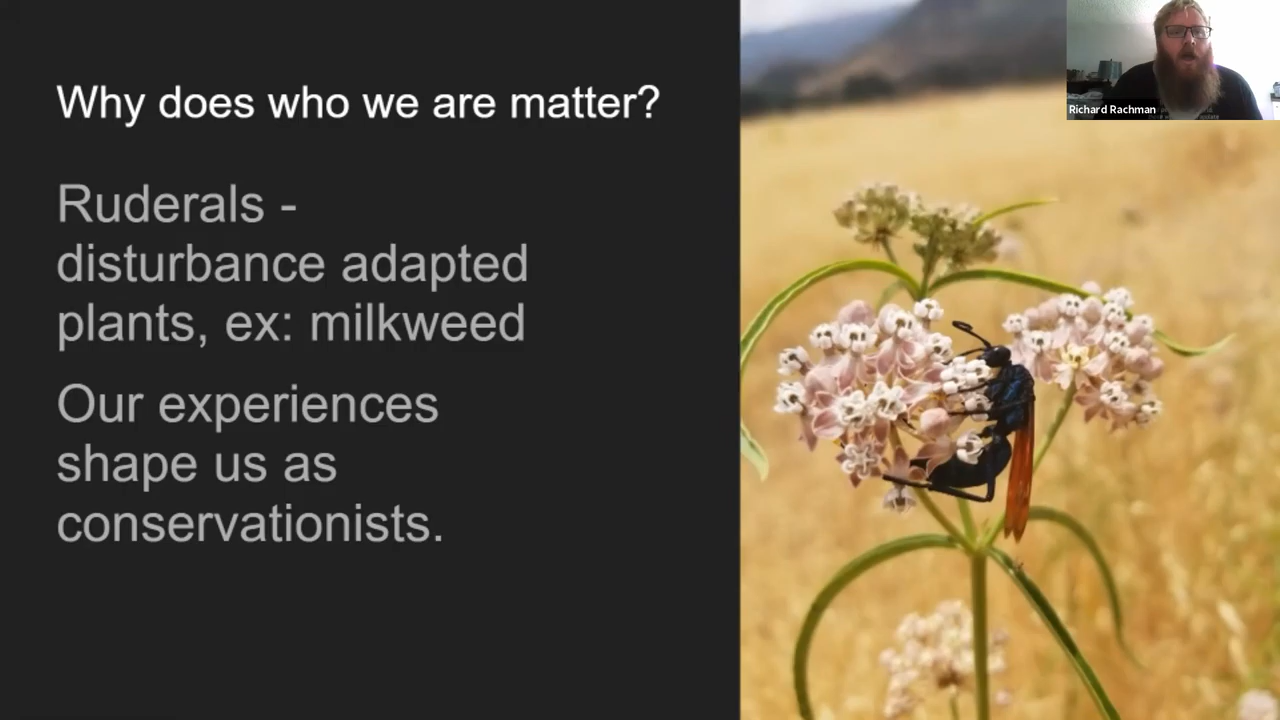 Why does who we are matter?
Ruderals -
disturbance adapted
plants, ex: milkweed
Our experiences
shape us as
conservationists.
Richard Rachman